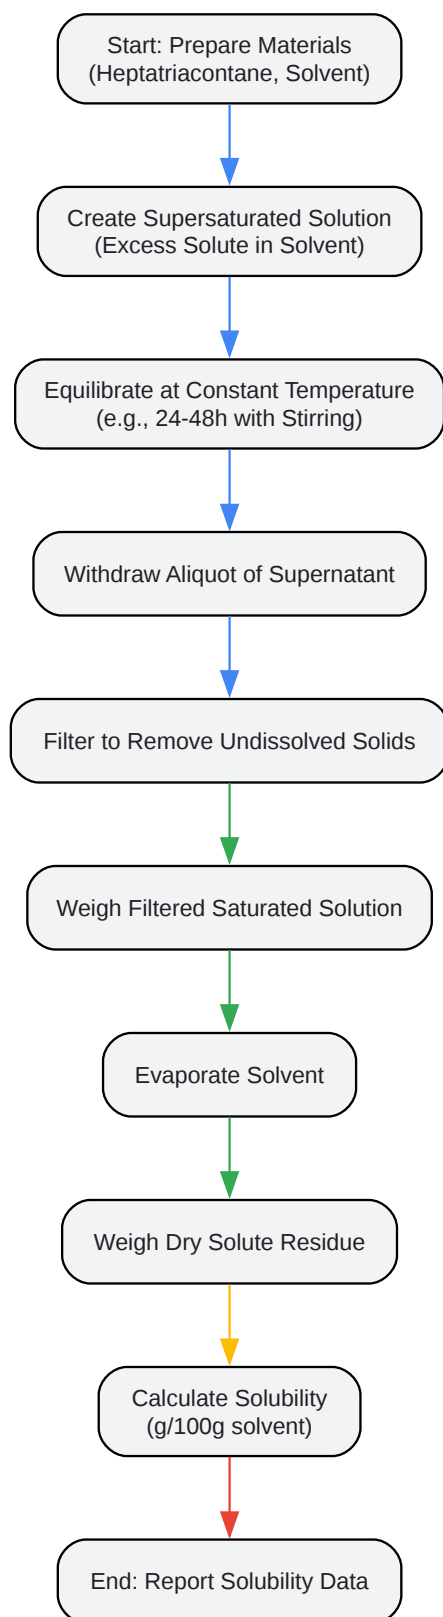 Start: Prepare Materials
(Heptatriacontane, Solvent)
Create Supersaturated Solution
(Excess Solute in Solvent)
Equilibrate at Constant Temperature
(e.g., 24-48h with Stirring)
Withdraw Aliquot of Supernatant
Filter to Remove Undissolved Solids
Weigh Filtered Saturated Solution
Evaporate Solvent
Weigh Dry Solute Residue
Calculate Solubility
(g/100g solvent)
End: Report Solubility Data